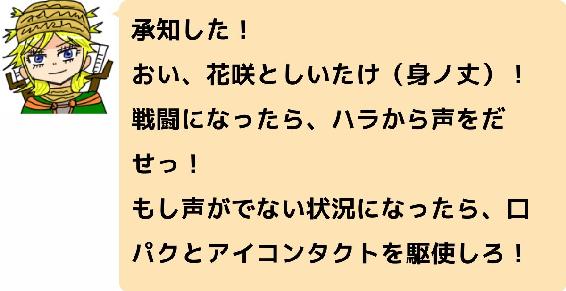 承知した！
おい、花咲としいたけ（身ノ丈）！
戦闘になったら、ハラから声をだ
せっ！
もし声がでない状況になったら、口
パクとアイコンタクトを駆使しろ！